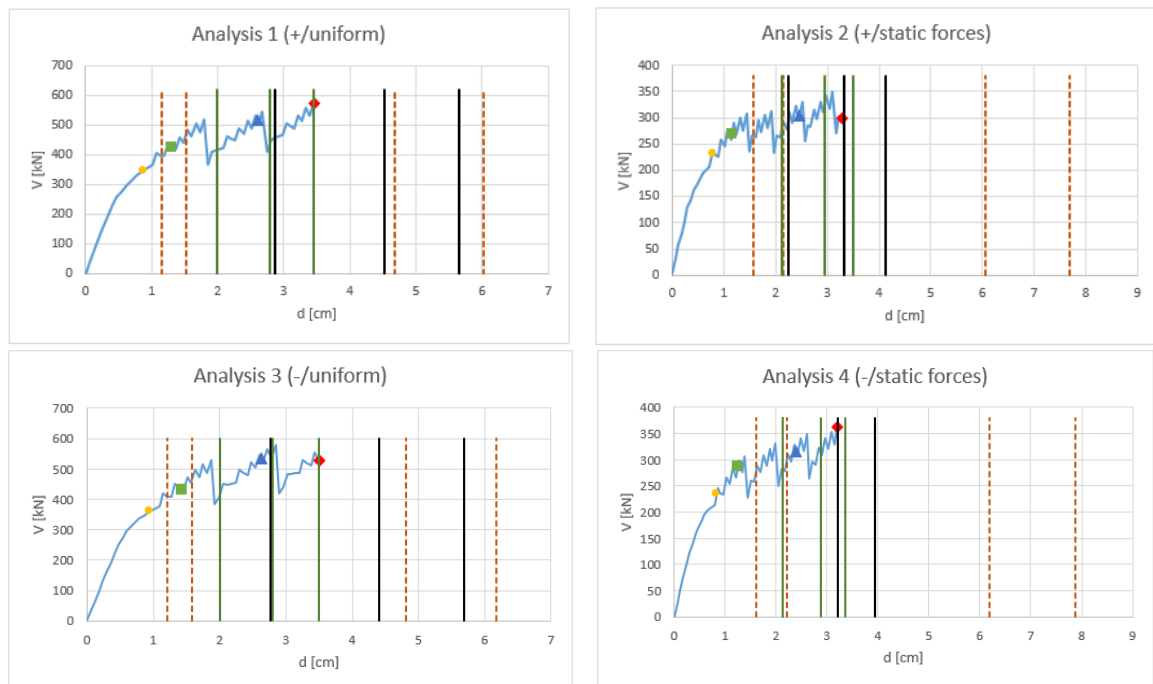 Analysis 1 (+/uniform)
V [kN]
700
600
500
400
300
200
100
0
0 1 2 3 4 5 6 7
d [cm]
Analysis 2 (+/static forces)
V [kN]
400
350
300
250
200
150
100
50
0
0 1 2 3 4 5 6 7 8 9
d [cm]
Analysis 3 (-/uniform)
V [kN]
700
600
500
400
300
200
100
0
0 1 2 3 4 5 6 7
d [cm]
Analysis 4 (-/static forces)
V [kN]
400
350
300
250
200
150
100
50
0
0 1 2 3 4 5 6 7 8 9
d [cm]